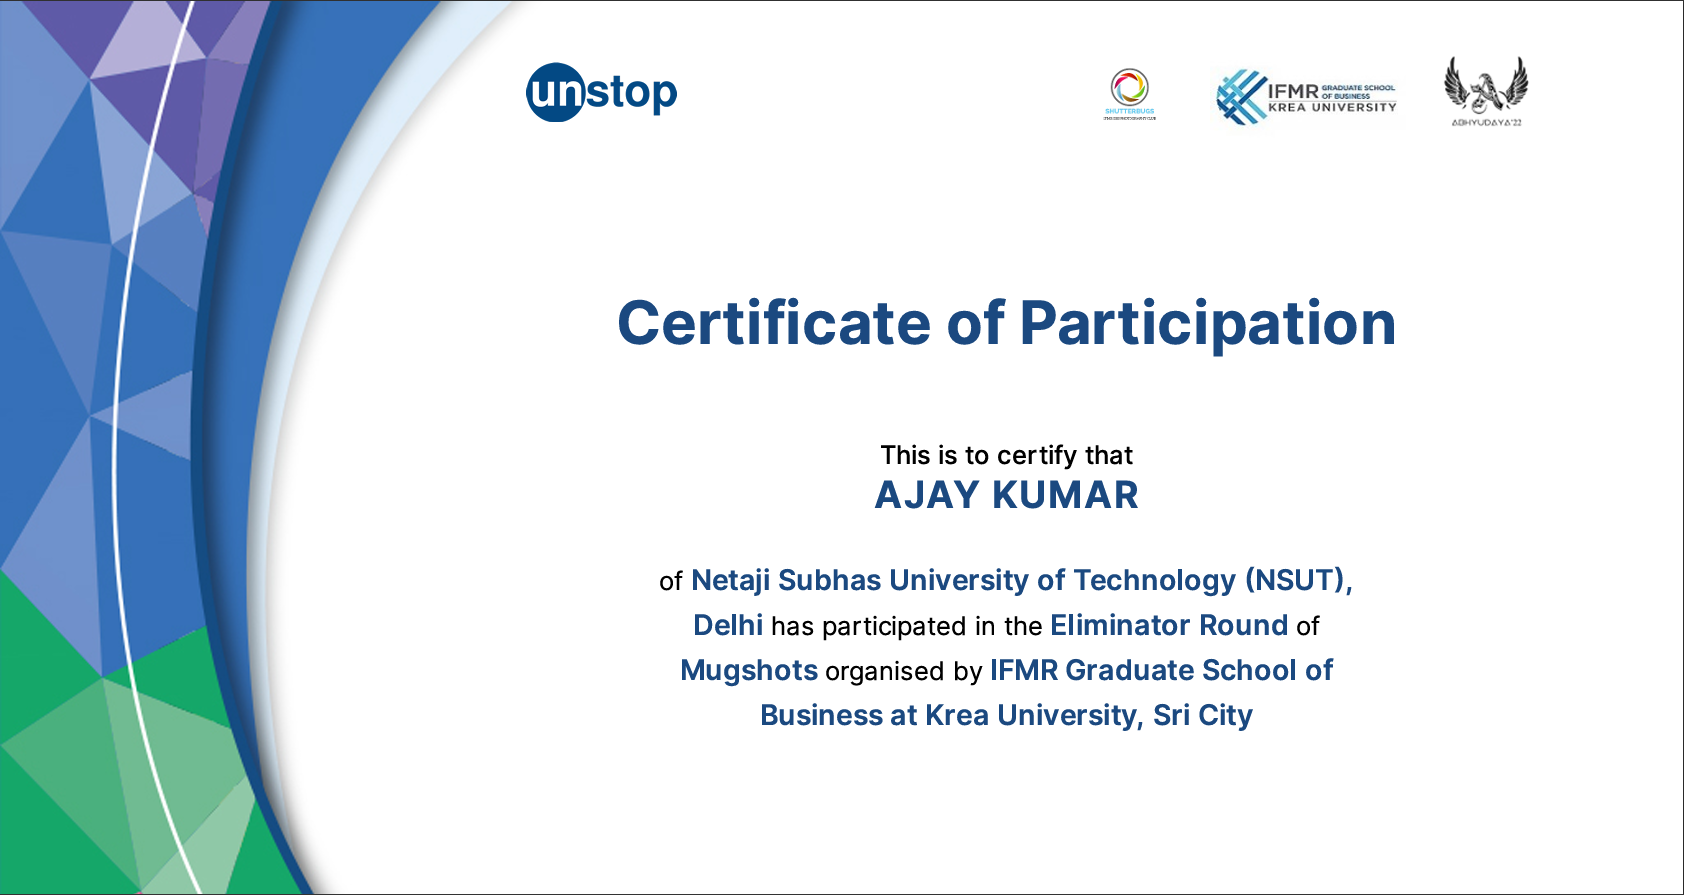 unstop
SHUTTERBUGS
IFMR GRADUATE SCHOOL
OF BUSINESS
KREA UNIVERSITY
ABHYUDAYA'22
Certificate of Participation
This is to certify that
AJAY KUMAR
of Netaji Subhas University of Technology (NSUT),
Delhi has participated in the Eliminator Round of
Mugshots organised by IFMR Graduate School of
Business at Krea University, Sri City